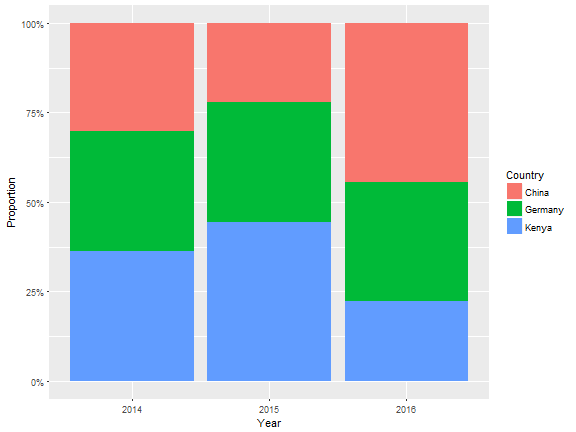 100%
75%
50%
25%
0%
Proportion
2014
2015
2016
Year
Country
China
Germany
Kenya